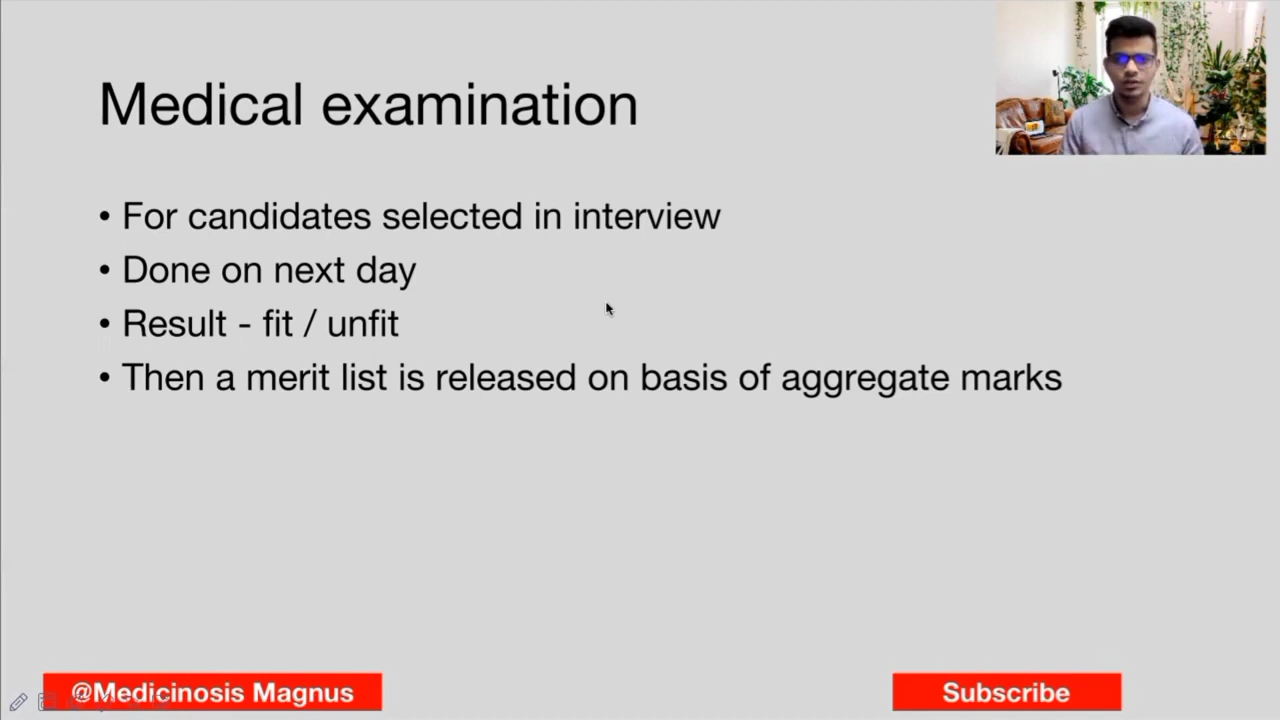 Medical examination
• For candidates selected in interview
• Done on next day
• Result - fit / unfit
• Then a merit list is released on basis of aggregate marks
@Medicinosis Magnus
Subscribe